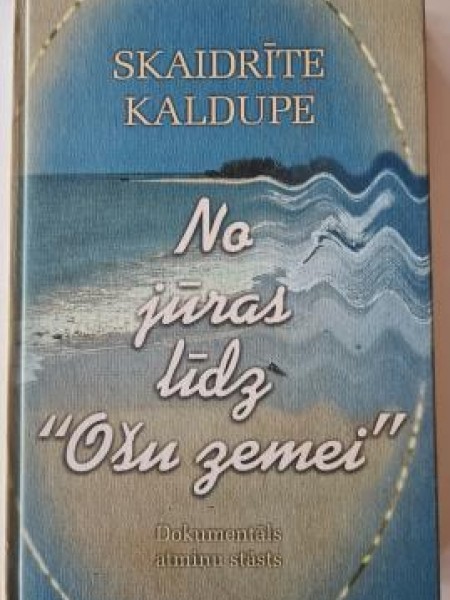 SKAIDRĪTE
KALDUPE
No
jūras
līdz
“Ošu zemei”
Dokumentāls
atmiņu stāsts